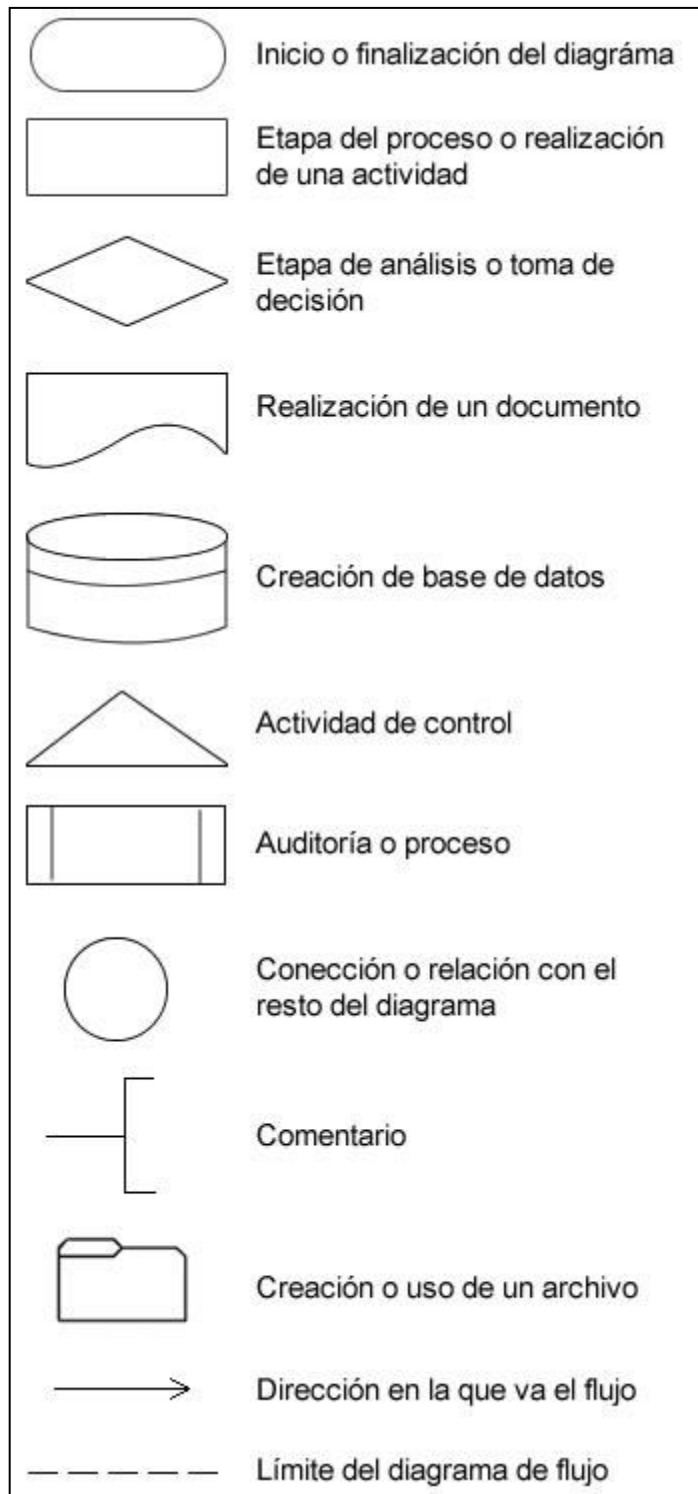 Inicio o finalización del diagráma
Etapa del proceso o realización
de una actividad
Etapa de análisis o toma de
decisión
Realización de un documento
Creación de base de datos
Actividad de control
Auditoría o proceso
Conección o relación con el
resto del diagrama
Comentario
Creación o uso de un archivo
Dirección en la que va el flujo
Límite del diagrama de flujo